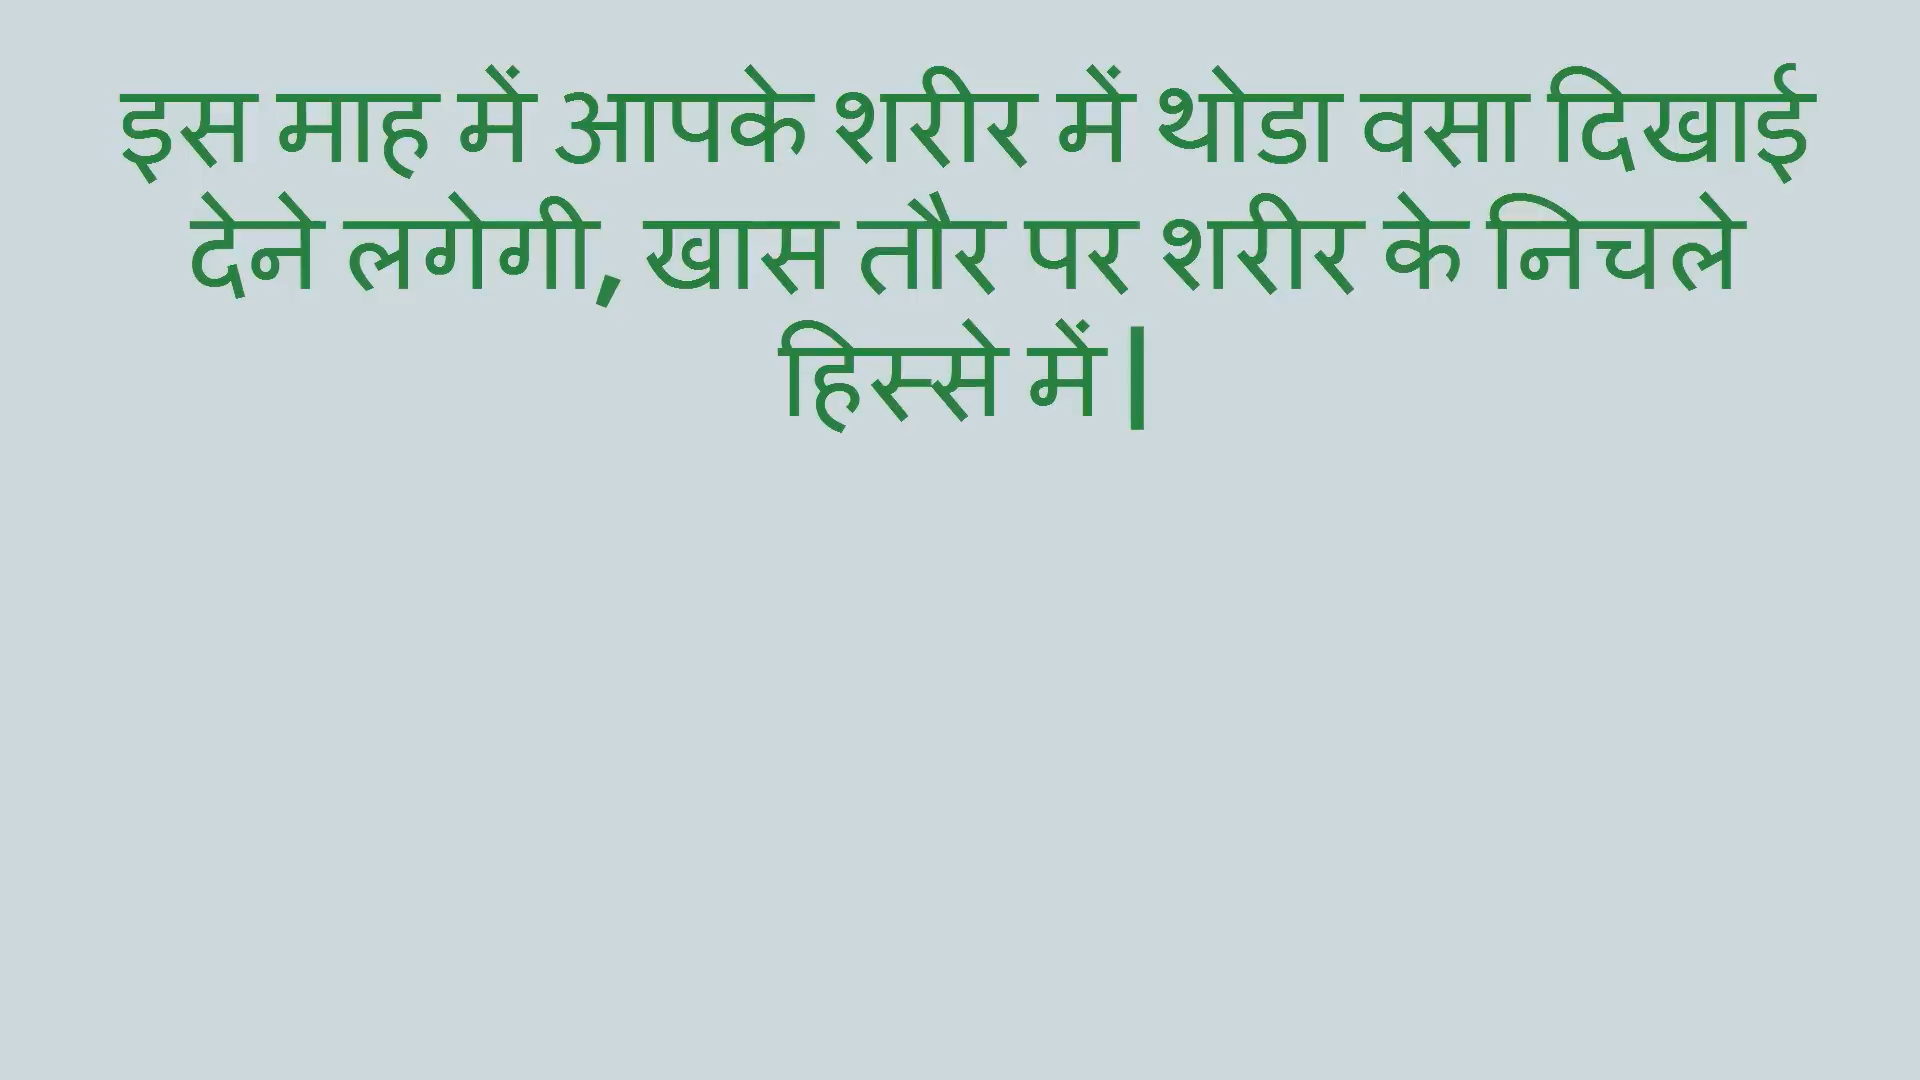 इस माह में आपके शरीर में थोडा वसा दिखाई
देने लगेगी, खास तौर पर शरीर के निचले
हिस्से में |